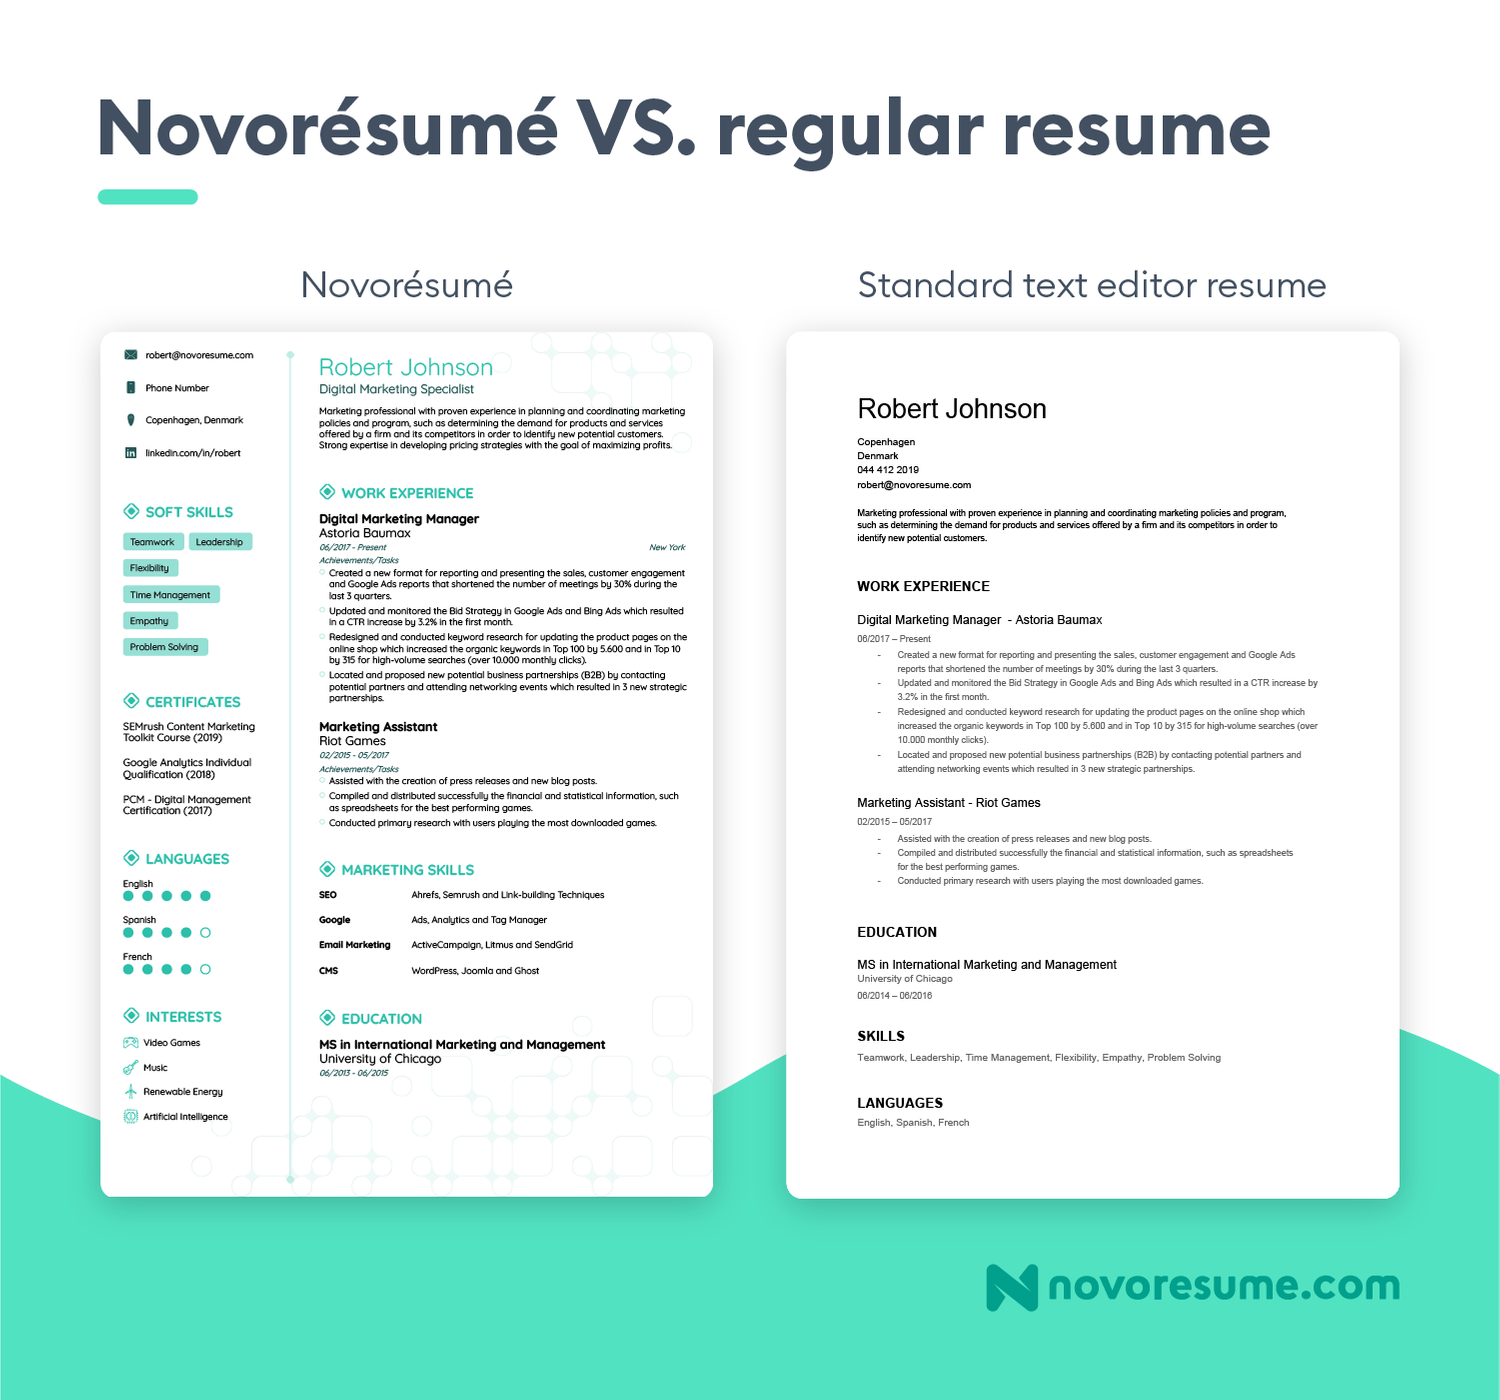 Novorésumé VS. regular resume
Novorésumé
robert@novoresume.com
Phone Number
Copenhagen, Denmark
linkedin.com/in/robert
SOFT SKILLS
Teamwork Leadership
Flexibility
Time Management
Empathy
Problem Solving
CERTIFICATES
SEMrush Content Marketing
Toolkit Course (2019)
Google Analytics Individual
Qualification (2018)
PCM - Digital Management
Certification (2017)
LANGUAGES
English
Spanish
French
INTERESTS
Video Games
Music
Renewable Energy
Artificial Intelligence
Robert Johnson
Digital Marketing Specialist
Marketing professional with proven experience in planning and coordinating marketing
policies and program, such as determining the demand for products and services
offered by a firm and its competitors in order to identify new potential customers.
Strong expertise in developing pricing strategies with the goal of maximizing profits.
WORK EXPERIENCE
Digital Marketing Manager
Astoria Baumax
06/2017 - Present New York
Achievements/Tasks
Created a new format for reporting and presenting the sales, customer engagement
and Google Ads reports that shortened the number of meetings by 30% during the
last 3 quarters.
Updated and monitored the Bid Strategy in Google Ads and Bing Ads which resulted
in a CTR increase by 3.2% in the first month.
Redesigned and conducted keyword research for updating the product pages on the
online shop which increased the organic keywords in Top 100 by 5.600 and in Top 10
by 315 for high-volume searches (over 10.000 monthly clicks).
Located and proposed new potential business partnerships (B2B) by contacting
potential partners and attending networking events which resulted in 3 new strategic
partnerships.
Marketing Assistant
Riot Games
02/2015 - 05/2017
Achievements/Tasks
Assisted with the creation of press releases and new blog posts.
Compiled and distributed successfully the financial and statistical information, such
as spreadsheets for the best performing games.
Conducted primary research with users playing the most downloaded games.
MARKETING SKILLS
SEO Ahrefs, Semrush and Link-building Techniques
Google Ads, Analytics and Tag Manager
Email Marketing ActiveCampaign, Litmus and SendGrid
CMS WordPress, Joomla and Ghost
EDUCATION
MS in International Marketing and Management
University of Chicago
06/2013 - 06/2015
Standard text editor resume
Robert Johnson
Copenhagen
Denmark
044 412 2019
robert@novoresume.com
Marketing professional with proven experience in planning and coordinating marketing policies and program,
such as determining the demand for products and services offered by a firm and its competitors in order to
identify new potential customers.
WORK EXPERIENCE
Digital Marketing Manager - Astoria Baumax
06/2017 – Present
- Created a new format for reporting and presenting the sales, customer engagement and Google Ads
reports that shortened the number of meetings by 30% during the last 3 quarters.
- Updated and monitored the Bid Strategy in Google Ads and Bing Ads which resulted in a CTR increase by
3.2% in the first month.
- Redesigned and conducted keyword research for updating the product pages on the online shop which
increased the organic keywords in Top 100 by 5.600 and in Top 10 by 315 for high-volume searches (over
10.000 monthly clicks).
- Located and proposed new potential business partnerships (B2B) by contacting potential partners and
attending networking events which resulted in 3 new strategic partnerships.
Marketing Assistant - Riot Games
02/2015 – 05/2017
- Assisted with the creation of press releases and new blog posts.
- Compiled and distributed successfully the financial and statistical information, such as spreadsheets
for the best performing games.
- Conducted primary research with users playing the most downloaded games.
EDUCATION
MS in International Marketing and Management
University of Chicago
06/2014 – 06/2016
SKILLS
Teamwork, Leadership, Time Management, Flexibility, Empathy, Problem Solving
LANGUAGES
English, Spanish, French
novoresume.com